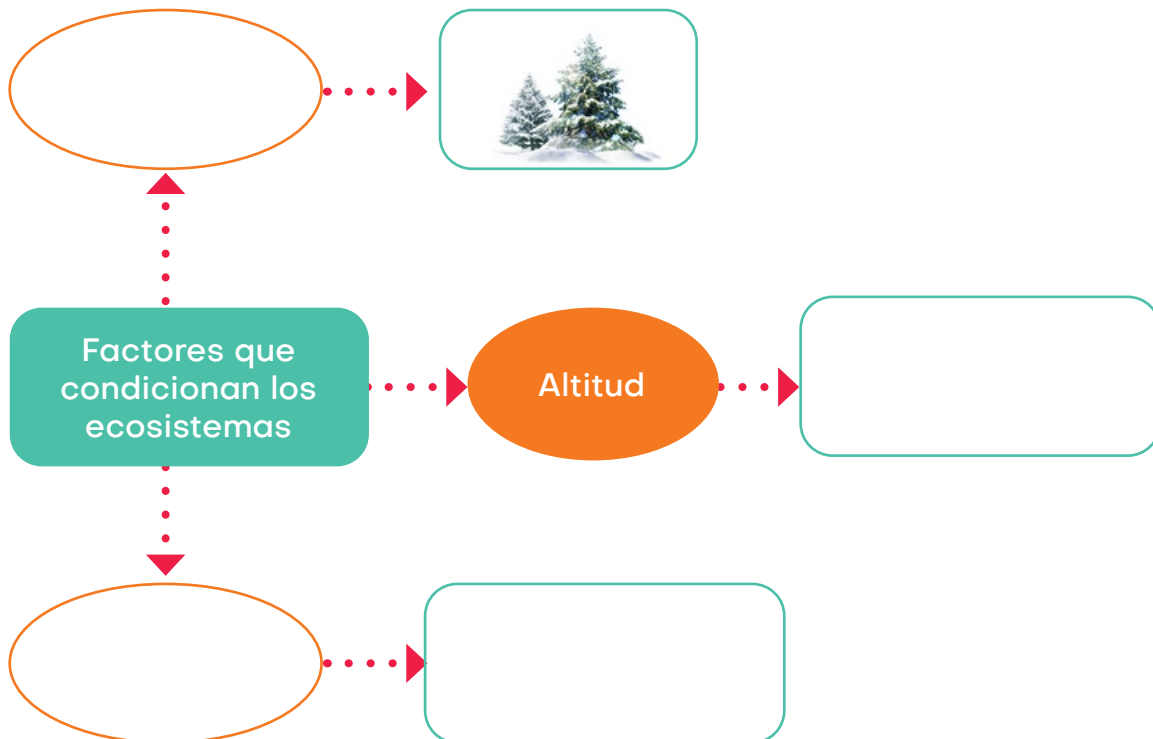 Factores que
condicionan los
ecosistemas
Altitud